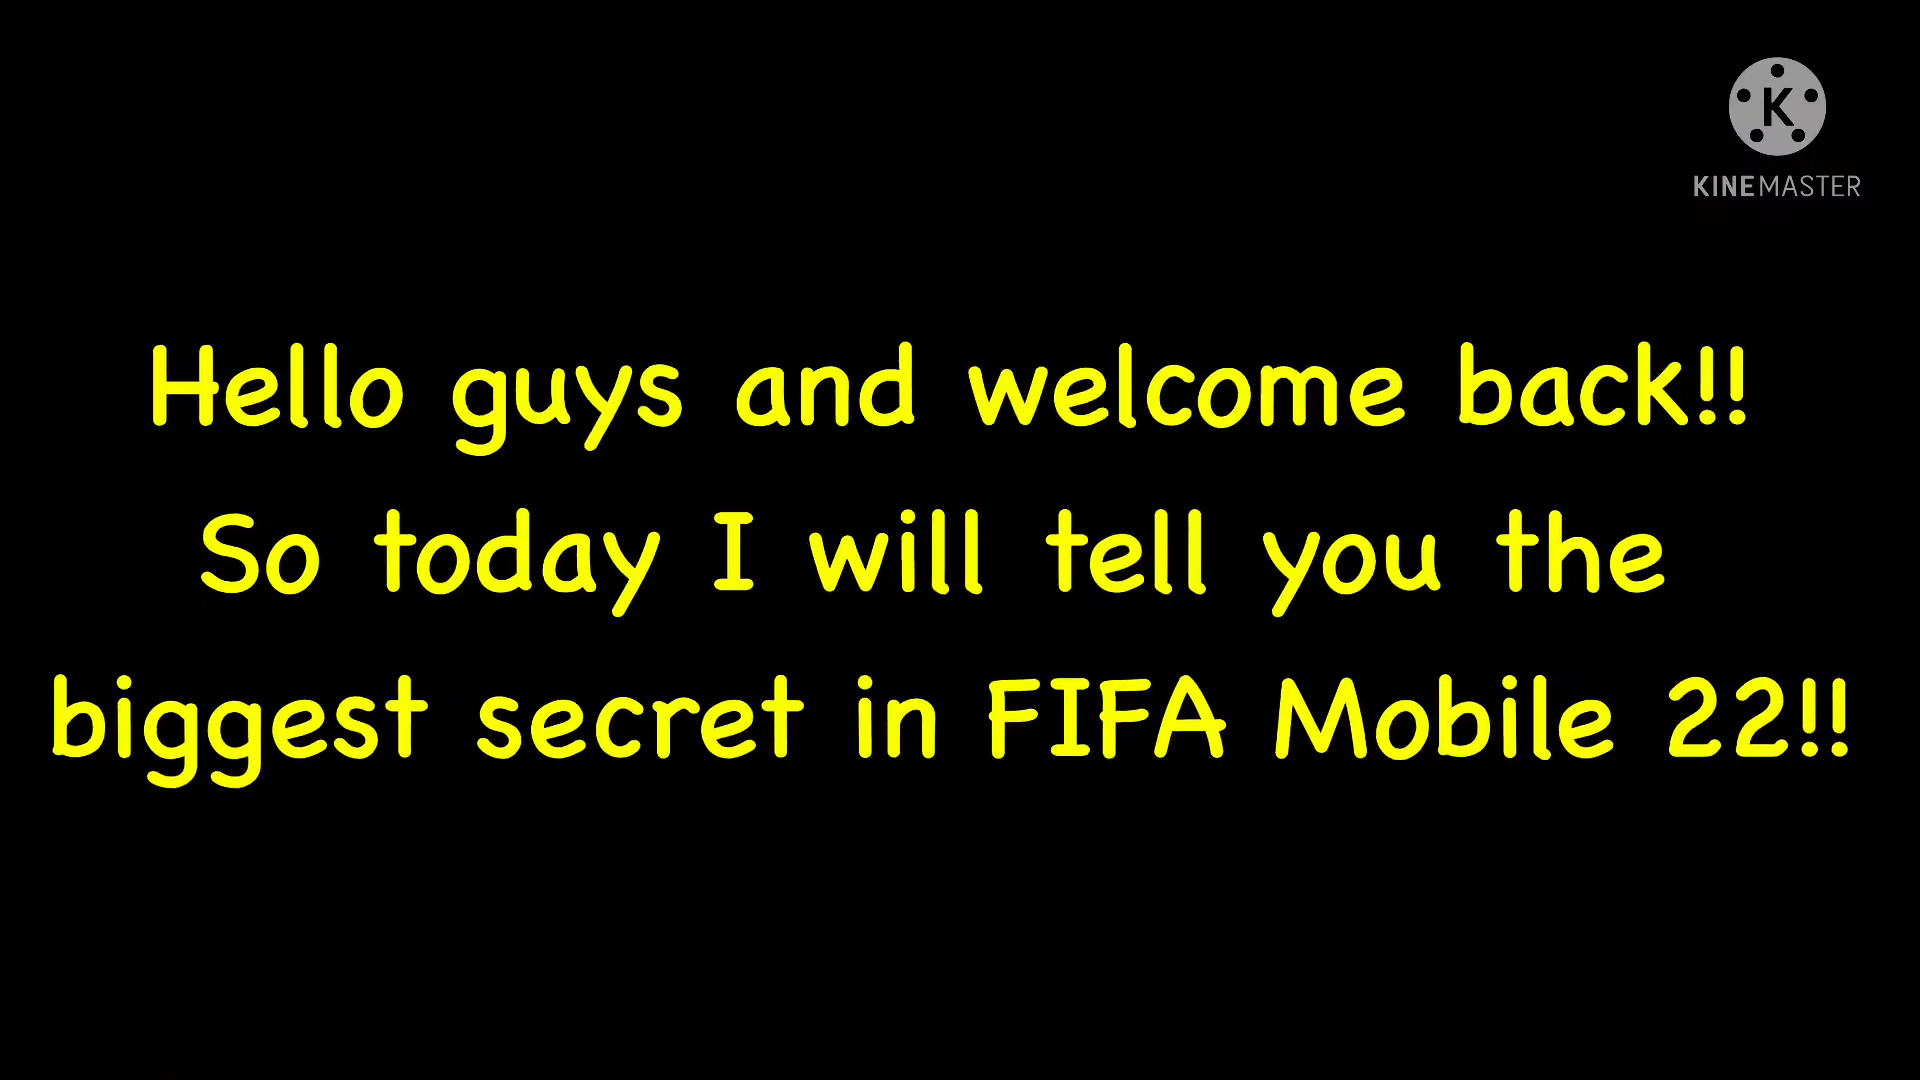 K
KINEMASTER
Hello guys and welcome back!!
So today I will tell you the
biggest secret in FIFA Mobile 22!!